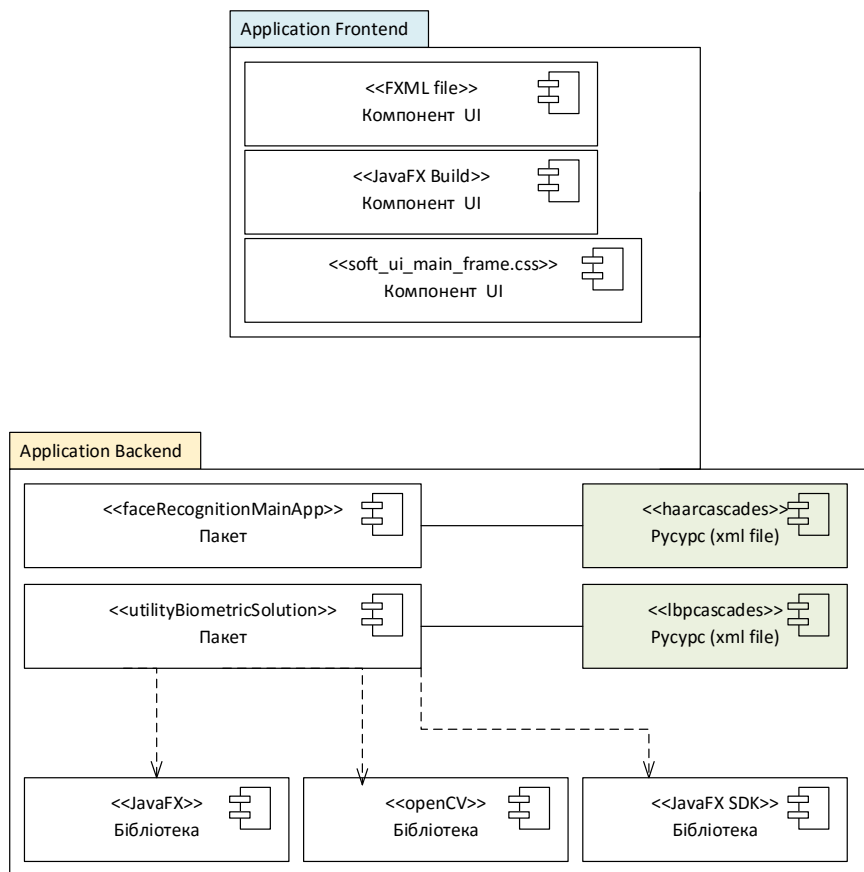 Application Frontend
<<FXML file>>
Компонент UI
<<JavaFX Build>>
Компонент UI
<<soft_ui_main_frame.css>>
Компонент UI
Application Backend
<<faceRecognitionMainApp>>
Пакет
<<haarcascades>>
Русурс (xml file)
<<utilityBiometricSolution>>
Пакет
<<lbpcascades>>
Русурс (xml file)
<<JavaFX>>
Бібліотека
<<openCV>>
Бібліотека
<<JavaFX SDK>>
Бібліотека